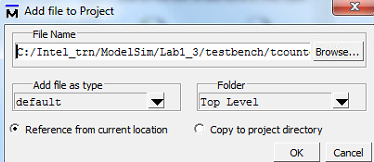 Add file to Project
File Name
C:/Intel_trn/ModelSim/Lab1_3/testbench/tcount
Browse...
Add file as type
Folder
default
Top Level
Reference from current location
Copy to project directory
OK
Cancel